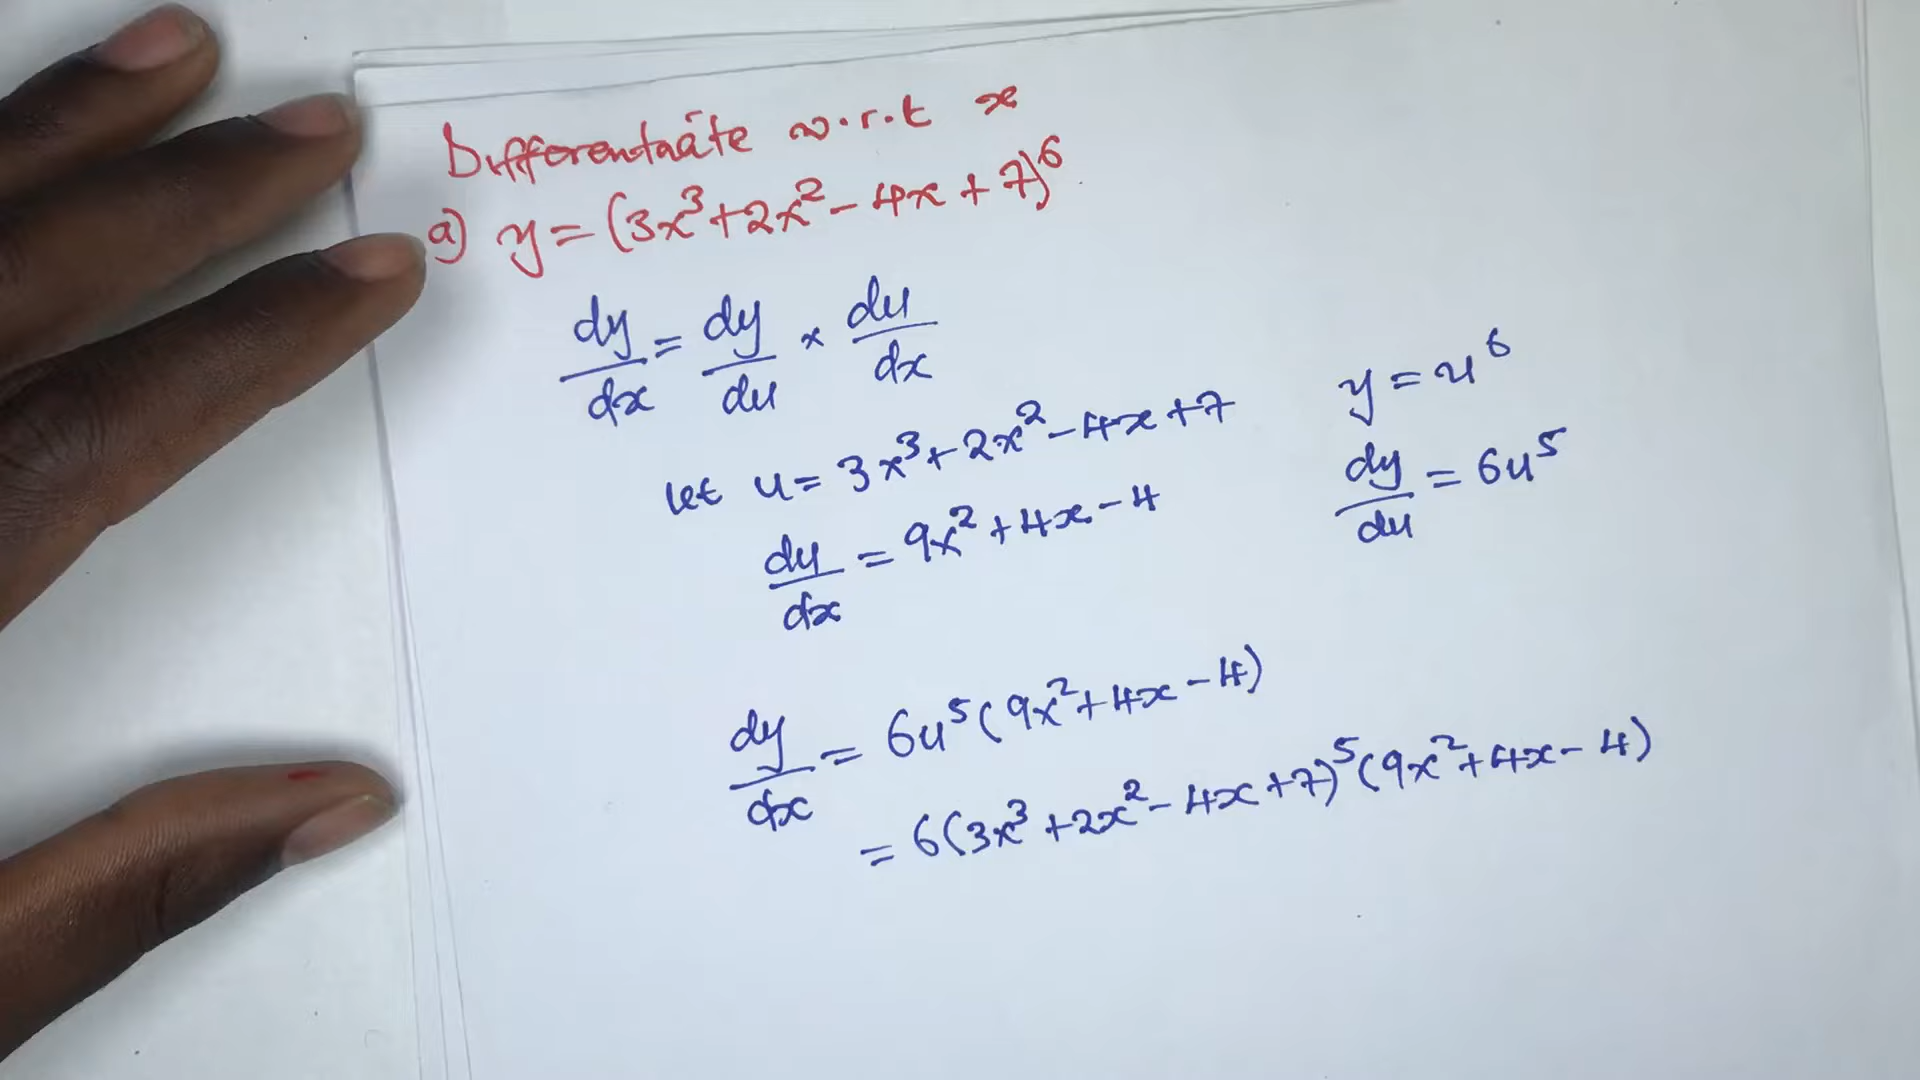 Differentiate w.r.t x
a) y = (3x³ + 2x² - 4x + 7)⁶
dy/dx = dy/du × du/dx
let u = 3x³ + 2x² - 4x + 7
du/dx = 9x² + 4x - 4
y = u⁶
dy/du = 6u⁵
dy/dx = 6u⁵(9x² + 4x - 4)
= 6(3x³ + 2x² - 4x + 7)⁵(9x² + 4x - 4)